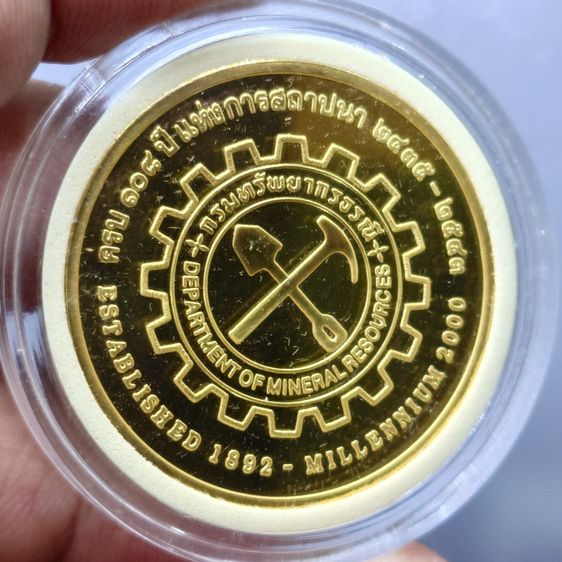 ครบ ๑๐๘ ปี แห่งการสถาปนา ๒๔๓๕ - ๒๕๔๓
กรมทรัพยากรธรณี
DEPARTMENT OF MINERAL RESOURCES
ESTABLISHED 1892 - MILLENNIUM 2000